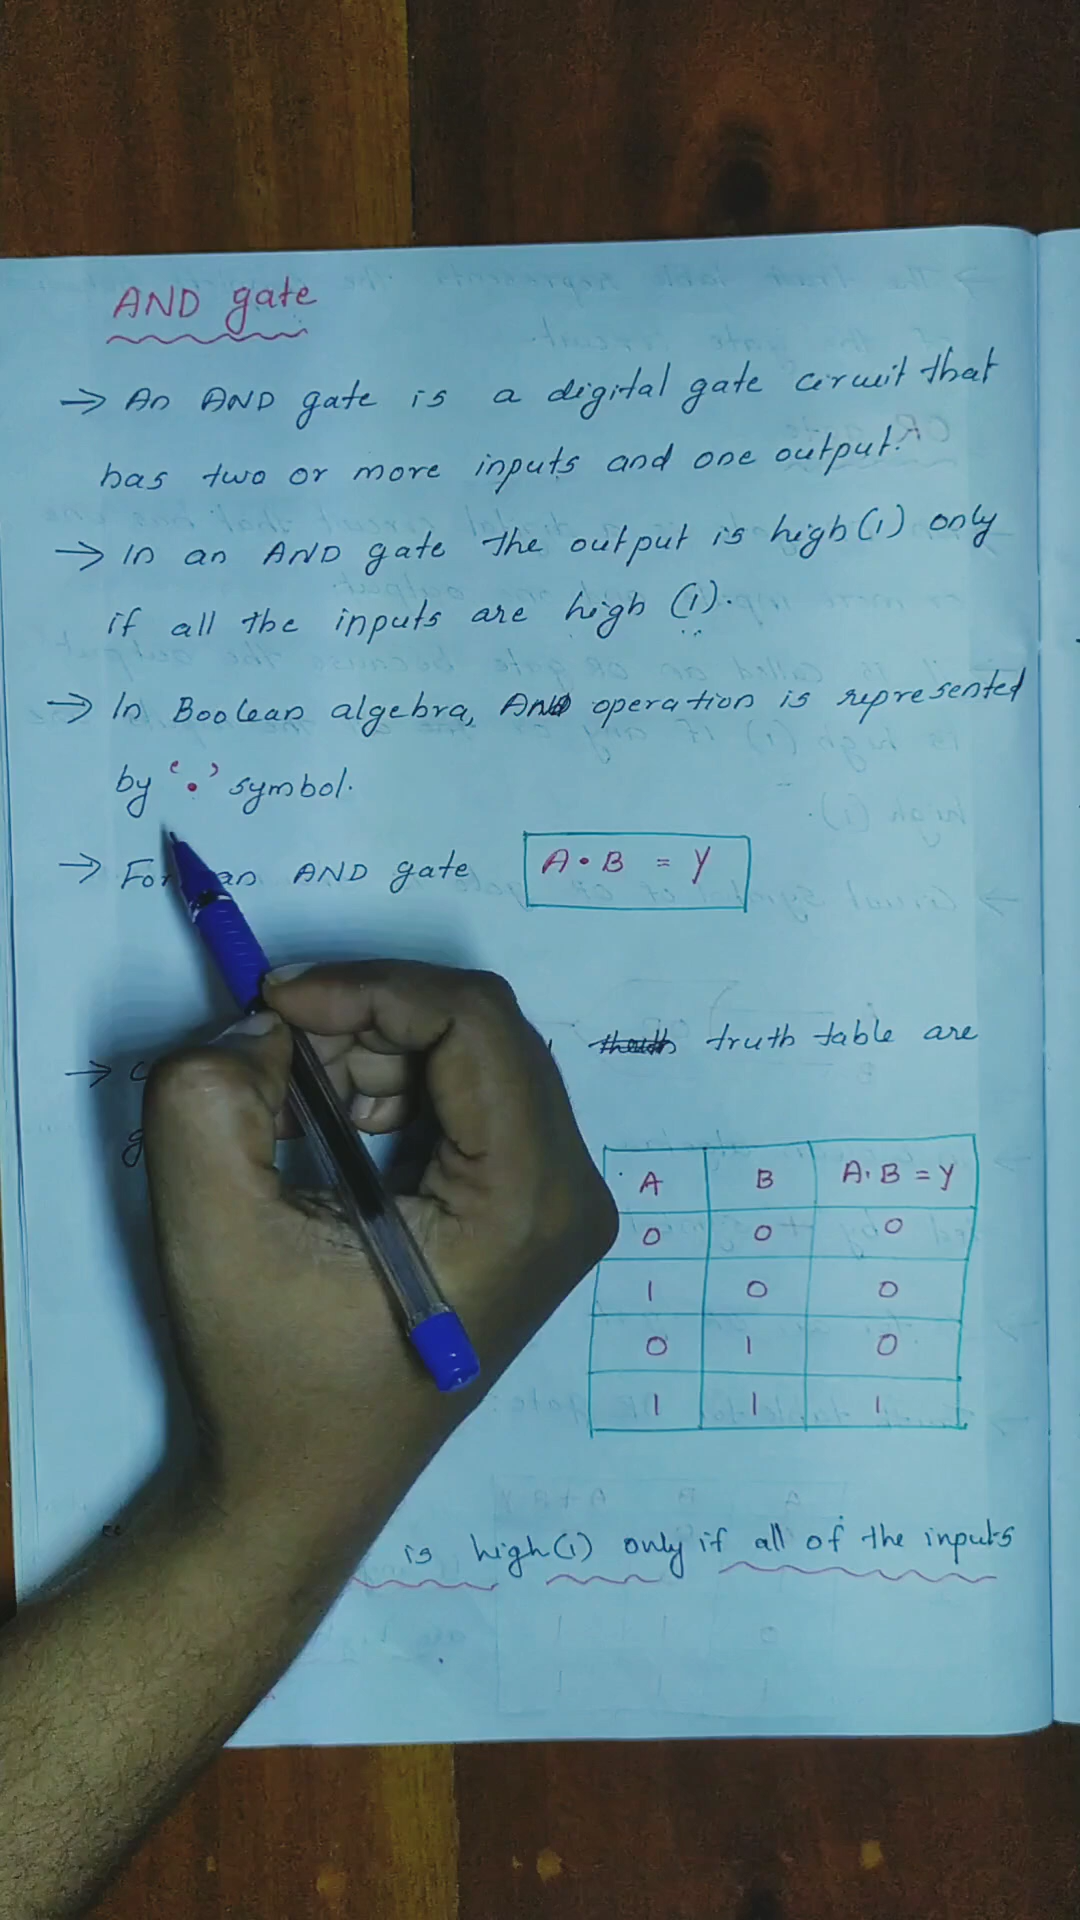 AND gate
→ An AND gate is a digital gate circuit that
has two or more inputs and one output.
→ In an AND gate the output is high (1) only
if all the inputs are high (1).
→ In Boolean algebra, AND operation is represented
by '•' symbol.
→ For an AND gate A • B = Y
→ truth table are
A B A.B = Y
0 0 0
1 0 0
0 1 0
1 1 1
is high (1) only if all of the inputs